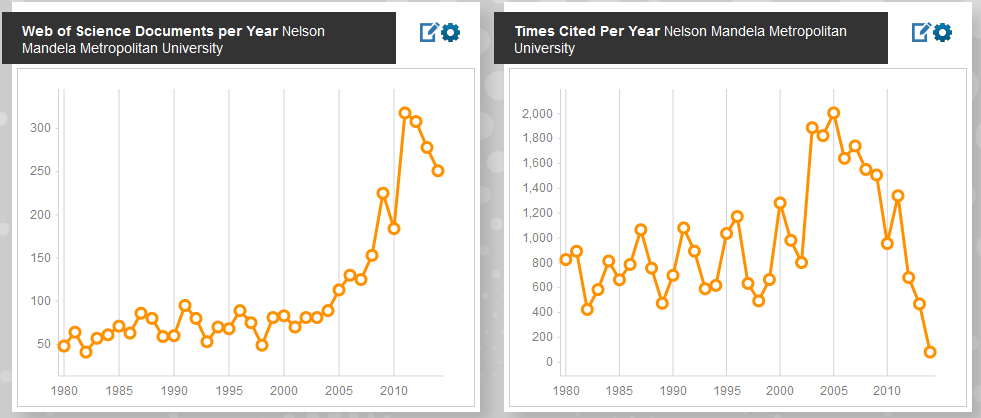 Web of Science Documents per Year Nelson
Mandela Metropolitan University
300
250
200
150
100
50
1980 1985 1990 1995 2000 2005 2010
Times Cited Per Year Nelson Mandela Metropolitan
University
2,000
1,800
1,600
1,400
1,200
1,000
800
600
400
200
0
1980 1985 1990 1995 2000 2005 2010